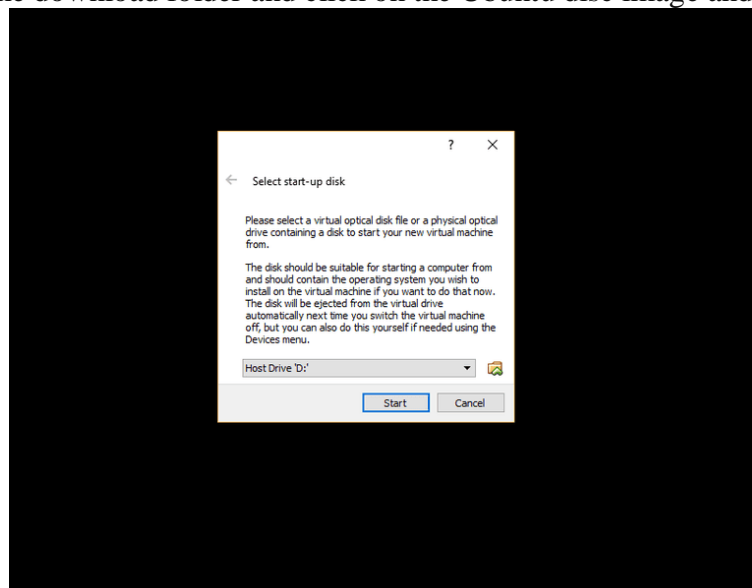 ne download folder and click on the Ubuntu disc image and
?
Select start-up disk
Please select a virtual optical disk file or a physical optical
drive containing a disk to start your new virtual machine
from.
The disk should be suitable for starting a computer from
and should contain the operating system you wish to
install on the virtual machine if you want to do that now.
The disk will be ejected from the virtual drive
automatically next time you switch the virtual machine
off, but you can also do this yourself if needed using the
Devices menu.
Host Drive 'D:'
Start Cancel